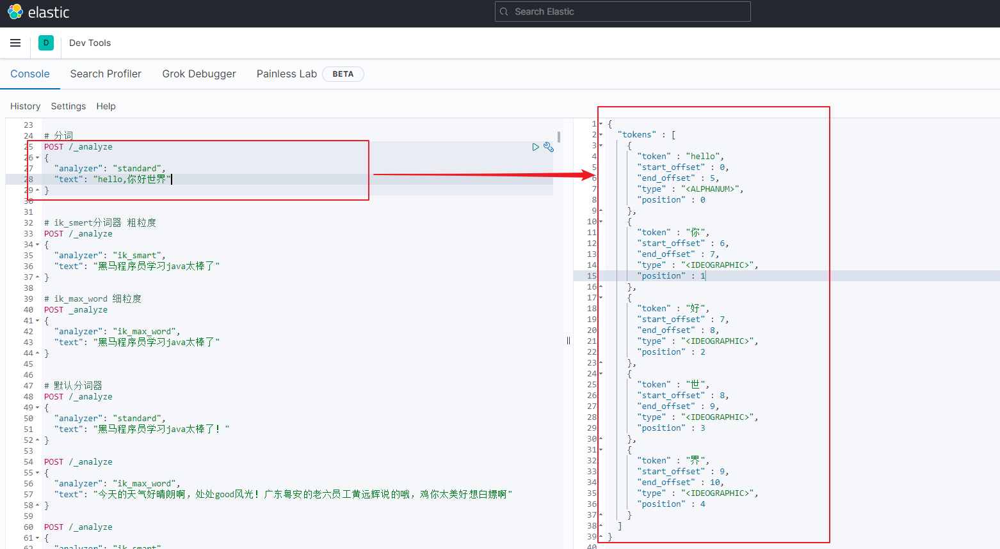 elastic
Search Elastic
D
Dev Tools
Console
Search Profiler
Grok Debugger
Painless Lab
BETA
History
Settings
Help
23
24 # 分词
25 POST /_analyze
26 {
27 "analyzer": "standard",
28 "text": "hello,你好世界"
29 }
30
31
32 # ik_smert分词器 粗粒度
33 POST /_analyze
34 {
35 "analyzer": "ik_smart",
36 "text": "黑马程序员学习java太棒了"
37 }
38
39 # ik_max_word 细粒度
40 POST _analyze
41 {
42 "analyzer": "ik_max_word",
43 "text": "黑马程序员学习java太棒了"
44 }
45
46
47 # 默认分词器
48 POST /_analyze
49 {
50 "analyzer": "standard",
51 "text": "黑马程序员学习java太棒了！"
52 }
53
54 POST /_analyze
55 {
56 "analyzer": "ik_max_word",
57 "text": "今天的天气好晴朗啊，处处good风光！广东粤安的老六员工黄远辉说的哦，鸡你太美好想白嫖啊"
58 }
59
60 POST /_analyze
61 {
62 "analyzer": "ik_smart",
1 {
2 "tokens" : [
3 {
4 "token" : "hello",
5 "start_offset" : 0,
6 "end_offset" : 5,
7 "type" : "<ALPHANUM>",
8 "position" : 0
9 },
10 {
11 "token" : "你",
12 "start_offset" : 6,
13 "end_offset" : 7,
14 "type" : "<IDEOGRAPHIC>",
15 "position" : 1
16 },
17 {
18 "token" : "好",
19 "start_offset" : 7,
20 "end_offset" : 8,
21 "type" : "<IDEOGRAPHIC>",
22 "position" : 2
23 },
24 {
25 "token" : "世",
26 "start_offset" : 8,
27 "end_offset" : 9,
28 "type" : "<IDEOGRAPHIC>",
29 "position" : 3
30 },
31 {
32 "token" : "界",
33 "start_offset" : 9,
34 "end_offset" : 10,
35 "type" : "<IDEOGRAPHIC>",
36 "position" : 4
37 }
38 ]
39 }
40